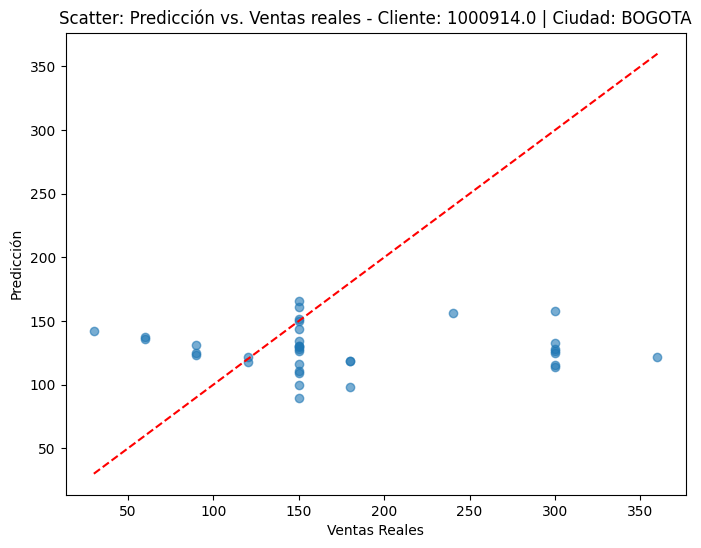 Scatter: Predicción vs. Ventas reales - Cliente: 1000914.0 | Ciudad: BOGOTA
350
300
250
200
150
100
50
Predicción
50 100 150 200 250 300 350
Ventas Reales